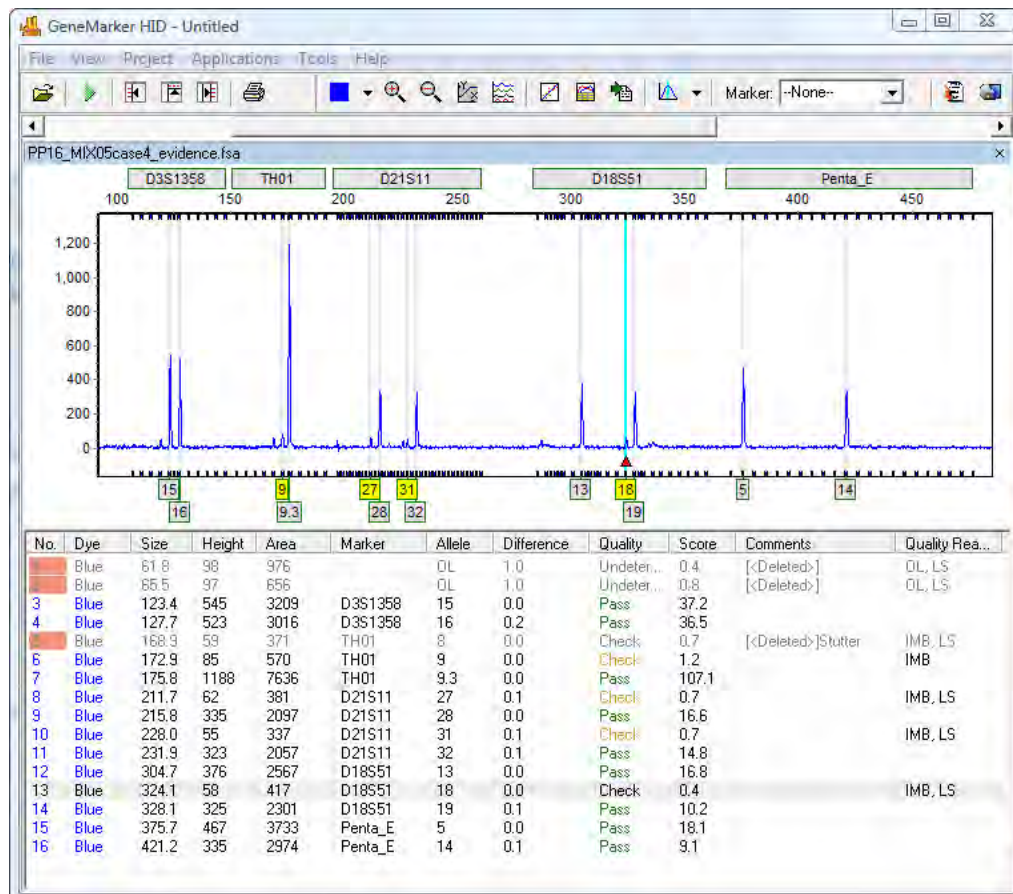 GeneMarker HID - Untitled
File View Project Applications Tools Help
Marker: --None--
PP16_MIX05case4_evidence.fsa ×
D3S1358 TH01 D21S11 D18S51 Penta_E
100 150 200 250 300 350 400 450
1,200
1,000
800
600
400
200
0
15 9 27 31 13 18 5 14
16 9.3 28 32 19
No. Dye Size Height Area Marker Allele Difference Quality Score Comments Quality Rea...
Blue 61.8 98 976 OL 1.0 Undeter... 0.4 [<Deleted>] OL, LS
Blue 65.5 97 656 OL 1.0 Undeter... 0.8 [<Deleted>] OL, LS
3 Blue 123.4 545 3209 D3S1358 15 0.0 Pass 37.2
4 Blue 127.7 523 3016 D3S1358 16 0.2 Pass 36.5
Blue 168.9 59 371 TH01 8 0.0 Check 0.7 [<Deleted>]Stutter IMB, LS
6 Blue 172.9 85 570 TH01 9 0.0 Check 1.2 IMB
7 Blue 175.8 1188 7636 TH01 9.3 0.0 Pass 107.1
8 Blue 211.7 62 381 D21S11 27 0.1 Check 0.7 IMB, LS
9 Blue 215.8 335 2097 D21S11 28 0.0 Pass 16.6
10 Blue 228.0 55 337 D21S11 31 0.1 Check 0.7 IMB, LS
11 Blue 231.9 323 2057 D21S11 32 0.1 Pass 14.8
12 Blue 304.7 376 2567 D18S51 13 0.0 Pass 16.8
13 Blue 324.1 58 417 D18S51 18 0.0 Check 0.4 IMB, LS
14 Blue 328.1 325 2301 D18S51 19 0.1 Pass 10.2
15 Blue 375.7 467 3733 Penta_E 5 0.0 Pass 18.1
16 Blue 421.2 335 2974 Penta_E 14 0.1 Pass 9.1